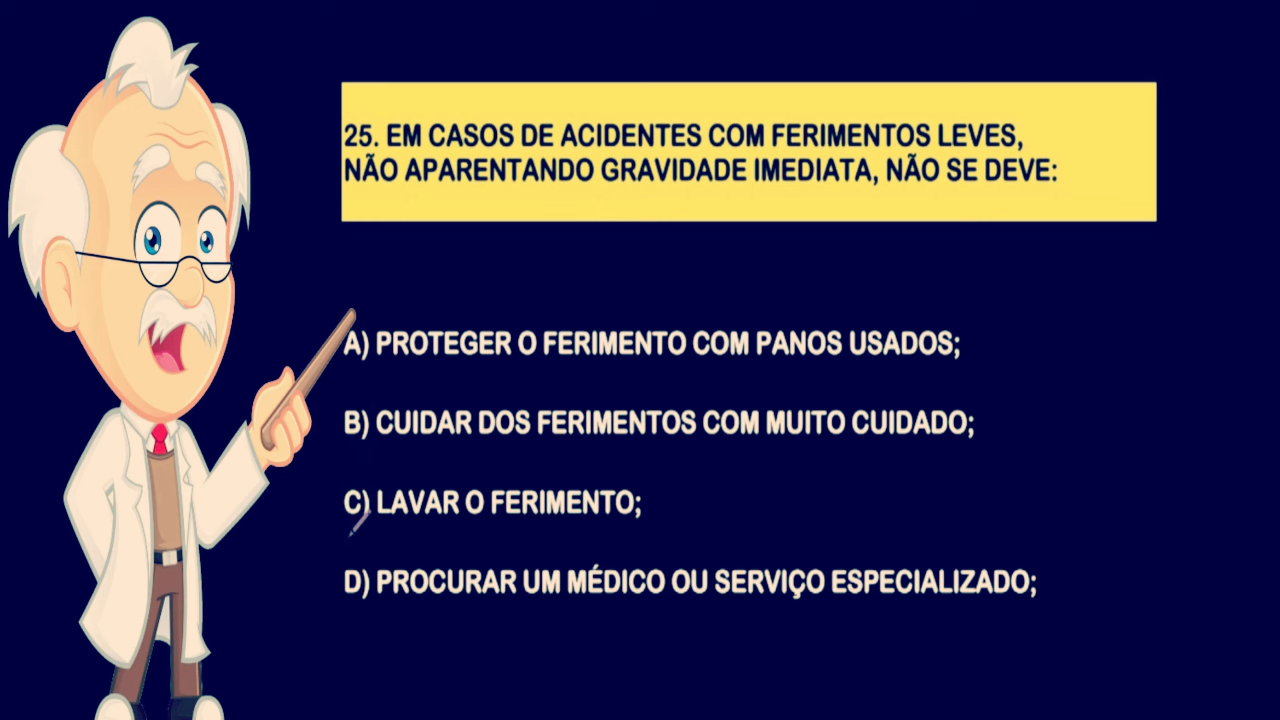 25. EM CASOS DE ACIDENTES COM FERIMENTOS LEVES,
NÃO APARENTANDO GRAVIDADE IMEDIATA, NÃO SE DEVE:
A) PROTEGER O FERIMENTO COM PANOS USADOS;
B) CUIDAR DOS FERIMENTOS COM MUITO CUIDADO;
C) LAVAR O FERIMENTO;
D) PROCURAR UM MÉDICO OU SERVIÇO ESPECIALIZADO;